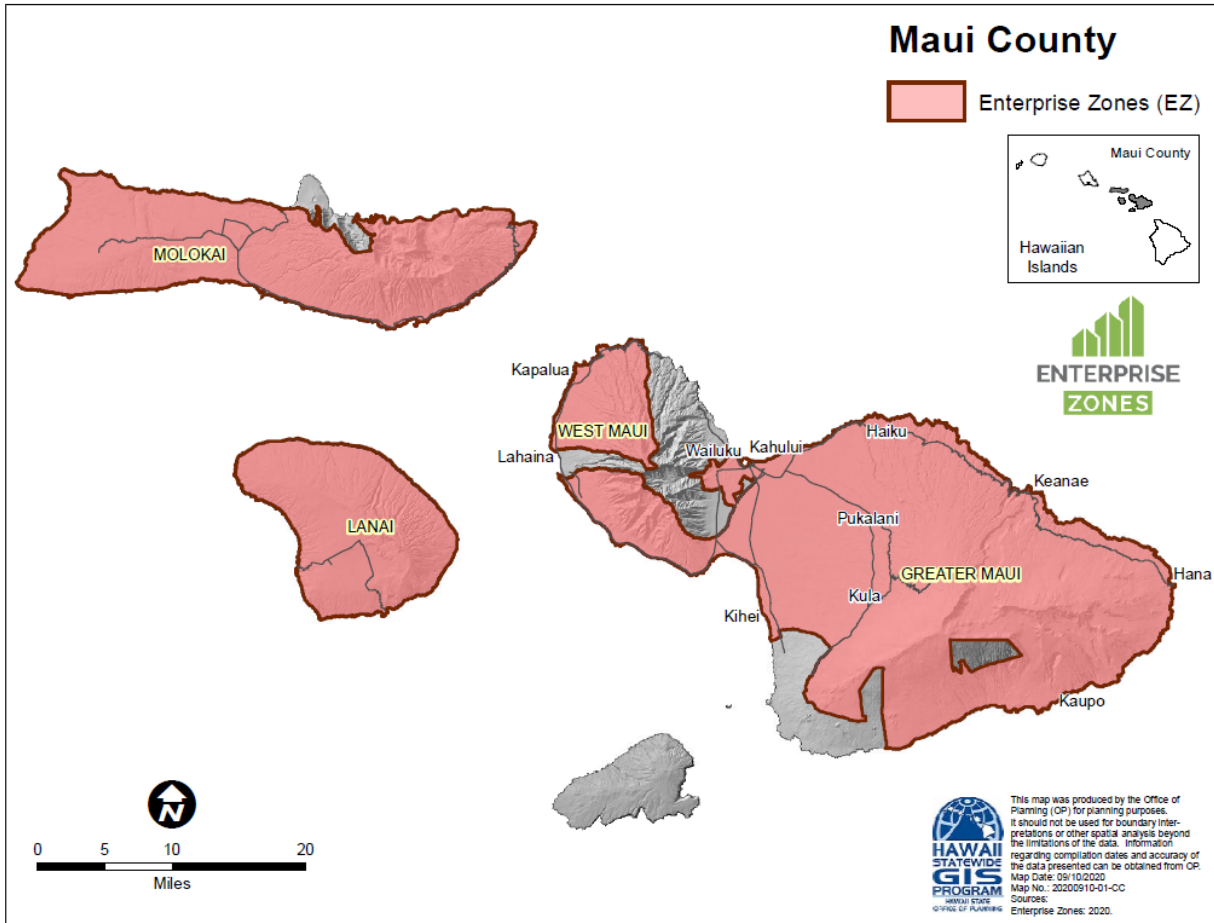 Maui County
Enterprise Zones (EZ)
Maui County
Hawaiian
Islands
ENTERPRISE
ZONES
MOLOKAI
Kapalua
WEST MAUI
Lahaina
Wailuku
Kahului
Haiku
Keanae
LANAI
Pukalani
GREATER MAUI
Hana
Kula
Kihei
Kaupo
N
0 5 10 20
Miles
HAWAII
STATEWIDE
GIS
PROGRAM
HAWAII STATE
OFFICE OF PLANNING
This map was produced by the Office of
Planning (OP) for planning purposes.
It should not be used for boundary inter-
pretations or other spatial analysis beyond
the limitations of the data. Information
regarding compilation dates and accuracy of
the data presented can be obtained from OP.
Map Date: 09/10/2020
Map No.: 20200910-01-CC
Sources:
Enterprise Zones: 2020.